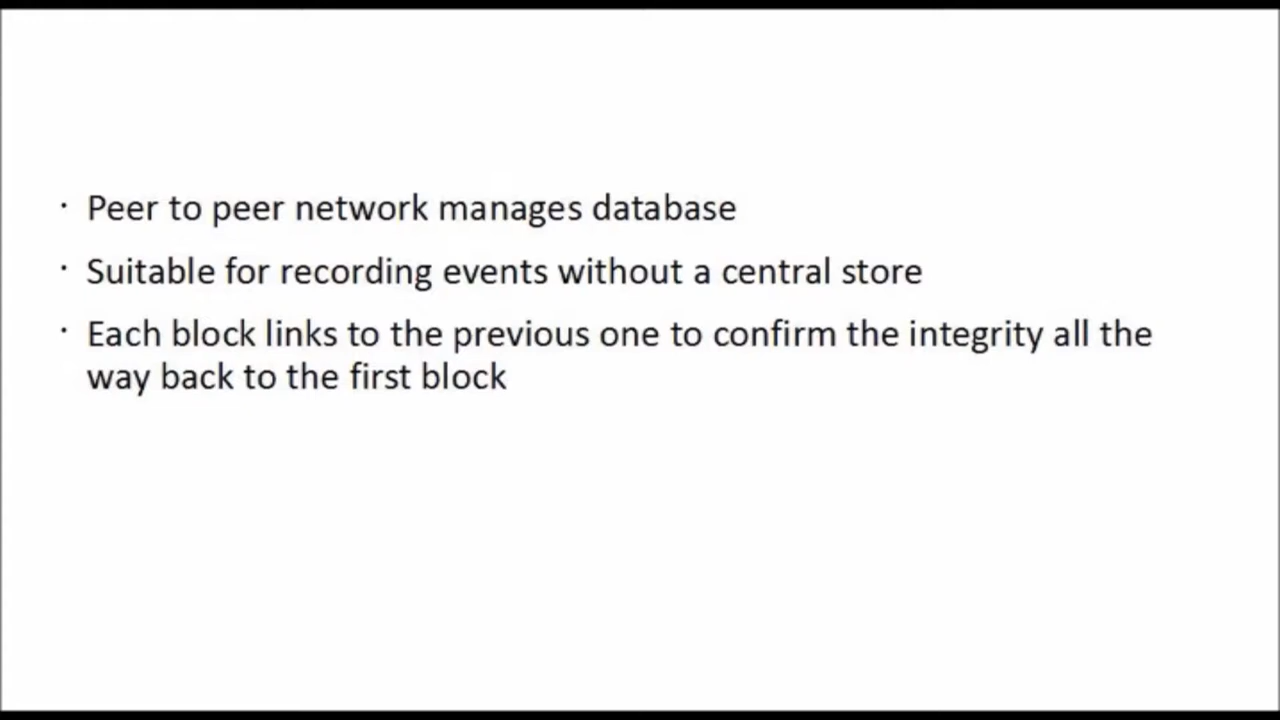 · Peer to peer network manages database
· Suitable for recording events without a central store
· Each block links to the previous one to confirm the integrity all the
way back to the first block